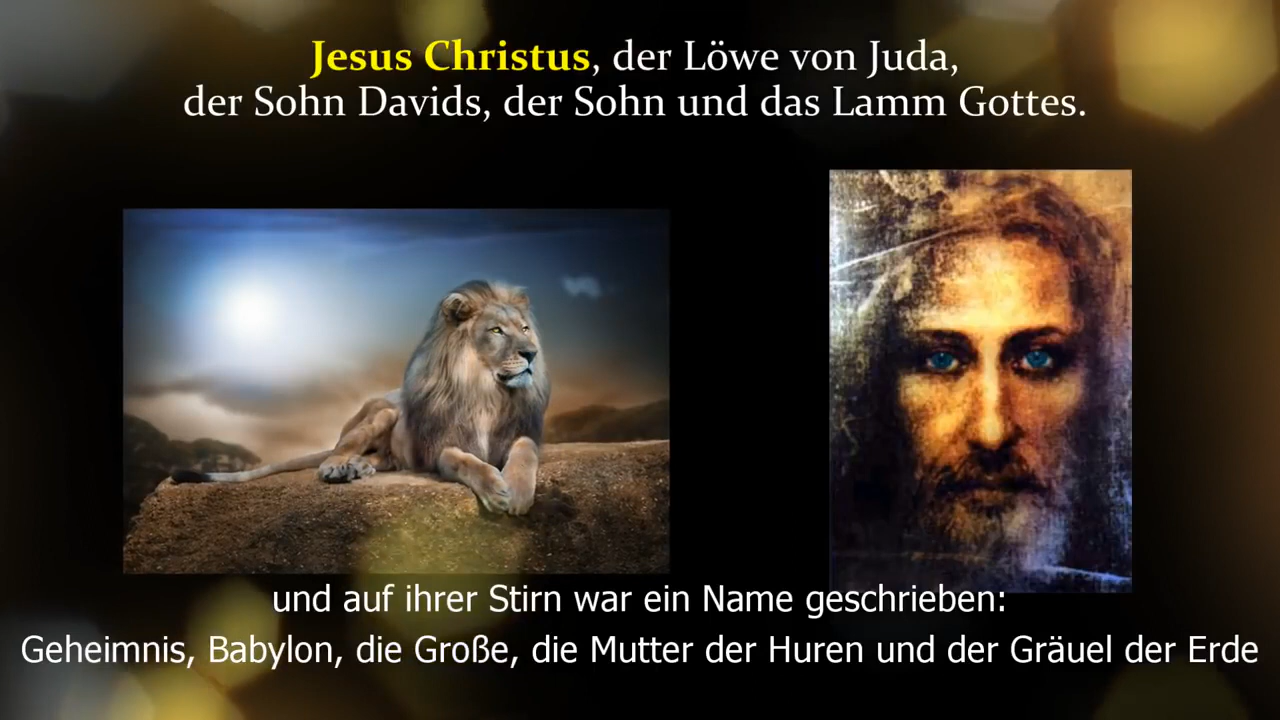 Jesus Christus, der Löwe von Juda,
der Sohn Davids, der Sohn und das Lamm Gottes.
und auf ihrer Stirn war ein Name geschrieben:
Geheimnis, Babylon, die Große, die Mutter der Huren und der Gräuel der Erde